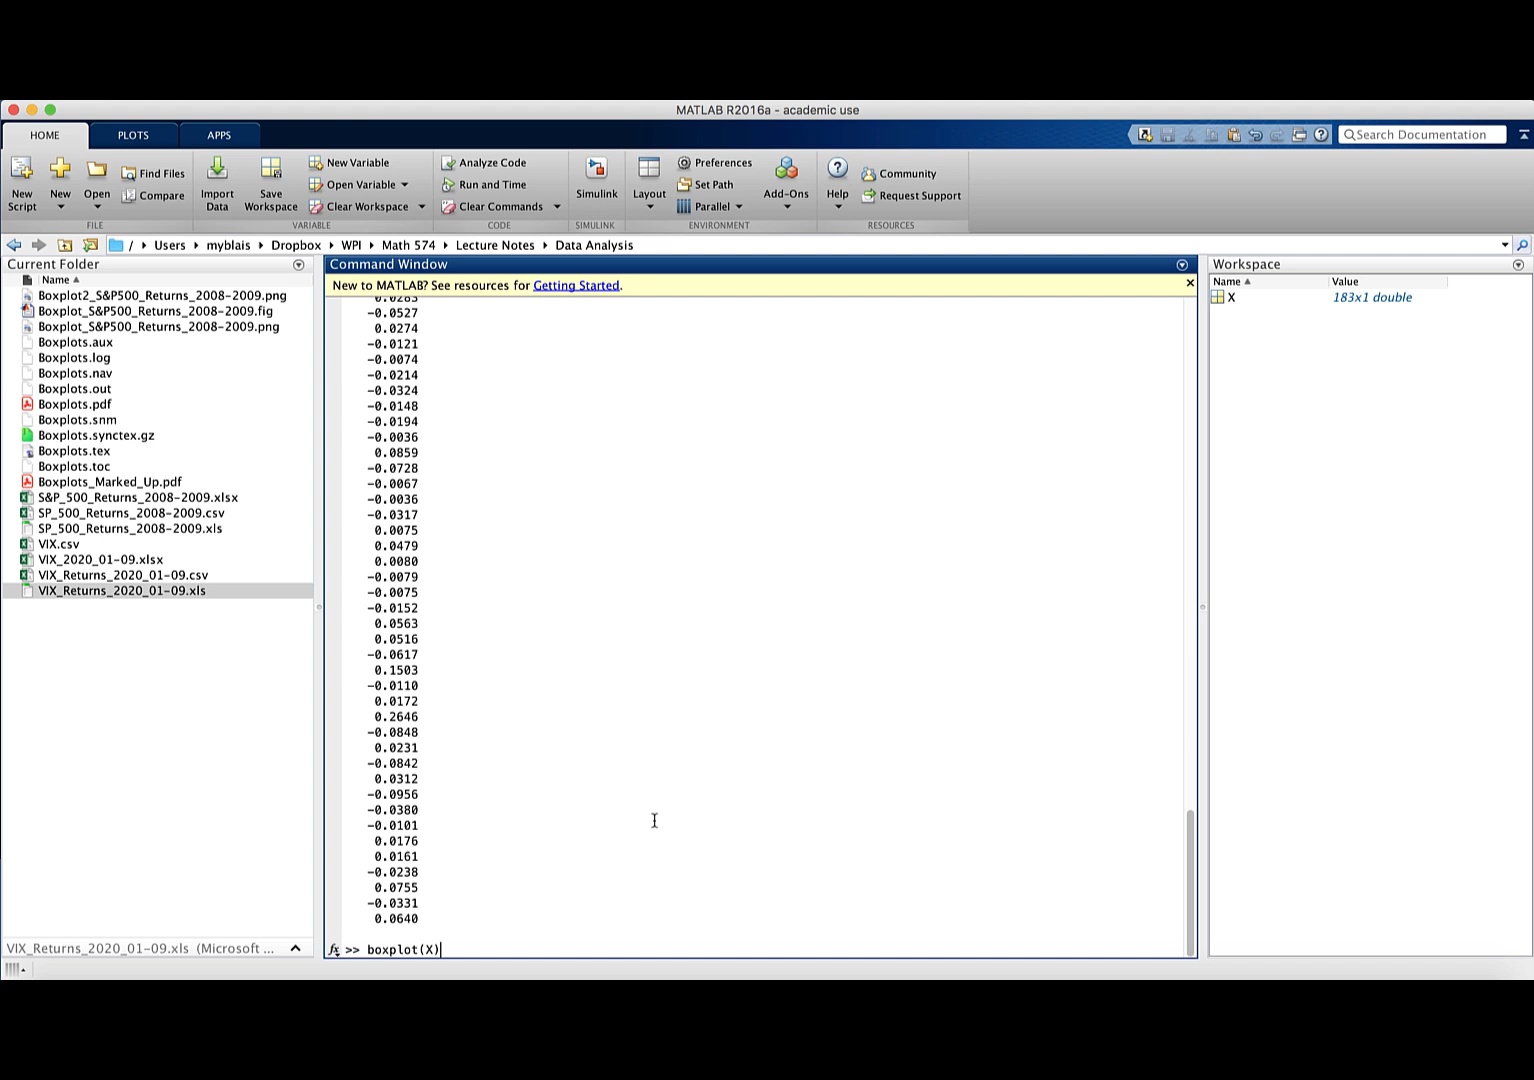 MATLAB R2016a - academic use
HOME PLOTS APPS
Search Documentation
New Script
New
Open
Find Files
Compare
FILE
Import Data
Save Workspace
New Variable
Open Variable
Clear Workspace
VARIABLE
Analyze Code
Run and Time
Clear Commands
CODE
Simulink
SIMULINK
Layout
Preferences
Set Path
Parallel
ENVIRONMENT
Add-Ons
Help
Community
Request Support
RESOURCES
/ Users myblais Dropbox WPI Math 574 Lecture Notes Data Analysis
Current Folder
Name
Boxplot2_S&P500_Returns_2008-2009.png
Boxplot_S&P500_Returns_2008-2009.fig
Boxplot_S&P500_Returns_2008-2009.png
Boxplots.aux
Boxplots.log
Boxplots.nav
Boxplots.out
Boxplots.pdf
Boxplots.snm
Boxplots.synctex.gz
Boxplots.tex
Boxplots.toc
Boxplots_Marked_Up.pdf
S&P_500_Returns_2008-2009.xlsx
SP_500_Returns_2008-2009.csv
SP_500_Returns_2008-2009.xls
VIX.csv
VIX_2020_01-09.xlsx
VIX_Returns_2020_01-09.csv
VIX_Returns_2020_01-09.xls
VIX_Returns_2020_01-09.xls (Microsoft ...
Command Window
New to MATLAB? See resources for Getting Started.
-0.0527
0.0274
-0.0121
-0.0074
-0.0214
-0.0324
-0.0148
-0.0194
-0.0036
0.0859
-0.0728
-0.0067
-0.0036
-0.0317
0.0075
0.0479
0.0080
-0.0079
-0.0075
-0.0152
0.0563
0.0516
-0.0617
0.1503
-0.0110
0.0172
0.2646
-0.0848
0.0231
-0.0842
0.0312
-0.0956
-0.0380
-0.0101
0.0176
0.0161
-0.0238
0.0755
-0.0331
0.0640
fx >> boxplot(X)
Workspace
Name Value
X 183x1 double